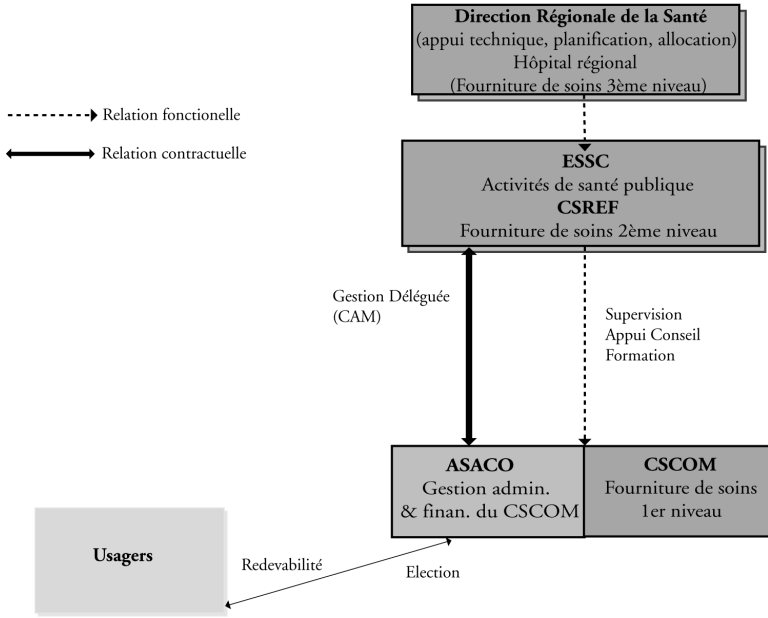 Direction Régionale de la Santé
(appui technique, planification, allocation)
Hôpital régional
(Fourniture de soins 3ème niveau)
Relation fonctionelle
Relation contractuelle
ESSC
Activités de santé publique
CSREF
Fourniture de soins 2ème niveau
Gestion Déléguée
(CAM)
Supervision
Appui Conseil
Formation
ASACO
Gestion admin.
& finan. du CSCOM
CSCOM
Fourniture de soins
1er niveau
Usagers
Redevabilité
Election